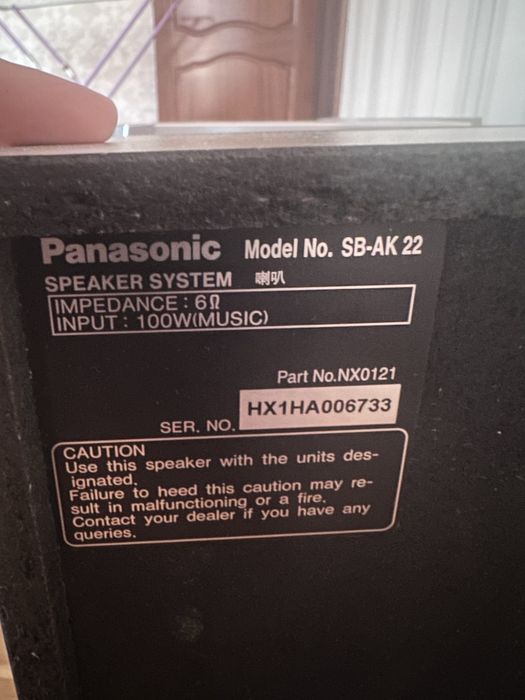 Panasonic Model No. SB-AK 22
SPEAKER SYSTEM 喇叭
IMPEDANCE : 6Ω
INPUT : 100W(MUSIC)
Part No.NX0121
SER. NO. HX1HA006733
CAUTION
Use this speaker with the units des-
ignated.
Failure to heed this caution may re-
sult in malfunctioning or a fire.
Contact your dealer if you have any
queries.